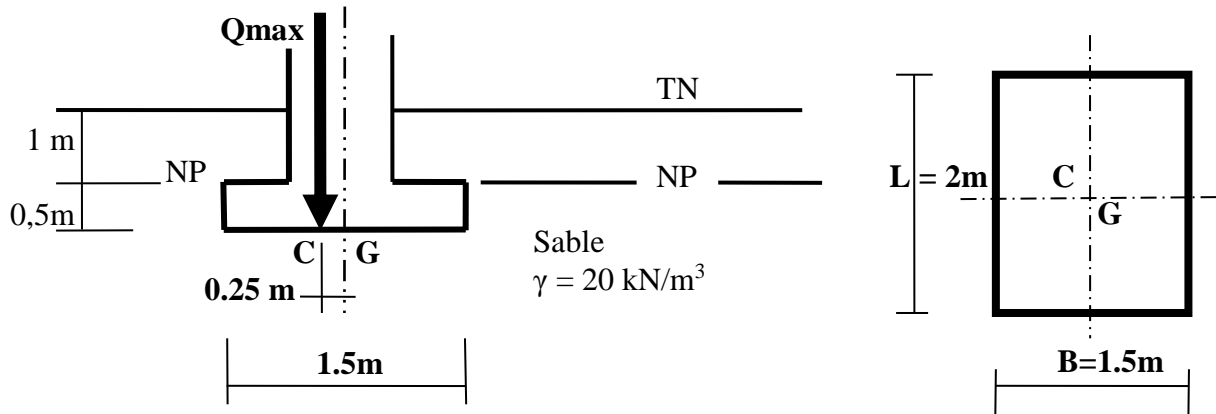 Qmax
TN
1 m
NP
NP
0,5m
C G
Sable
γ = 20 kN/m³
0.25 m
1.5m
L = 2m
C
G
B=1.5m